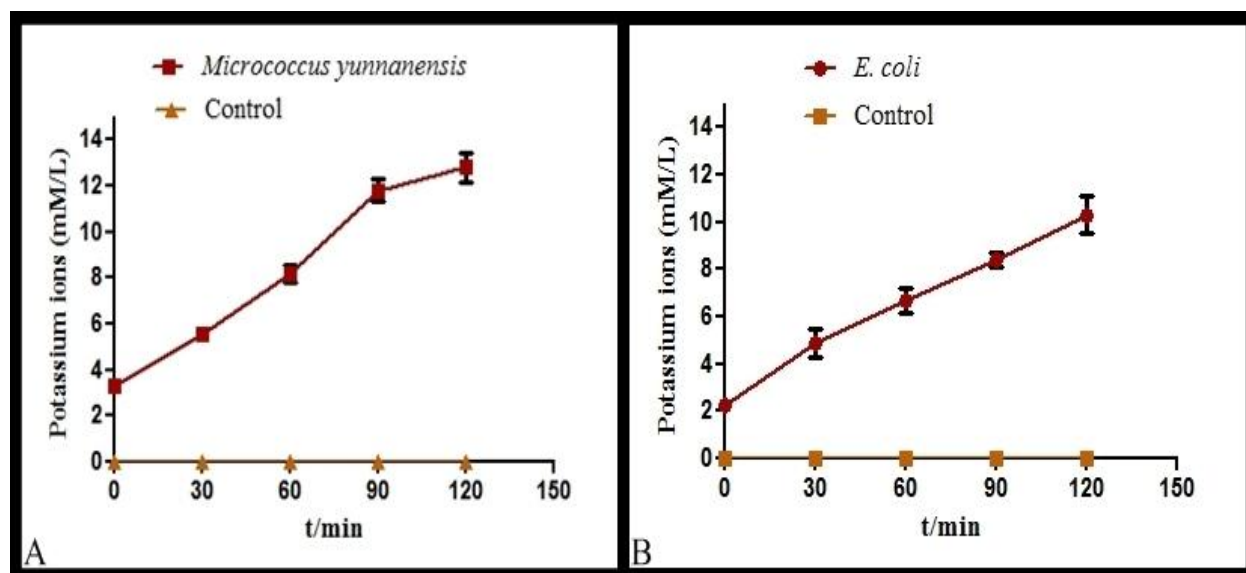 Micrococcus yunnanensis
Control
Potassium ions (mM/L)
14
12
10
8
6
4
2
0
0 30 60 90 120 150
t/min
A
E. coli
Control
Potassium ions (mM/L)
14
12
10
8
6
4
2
0
0 30 60 90 120 150
t/min
B